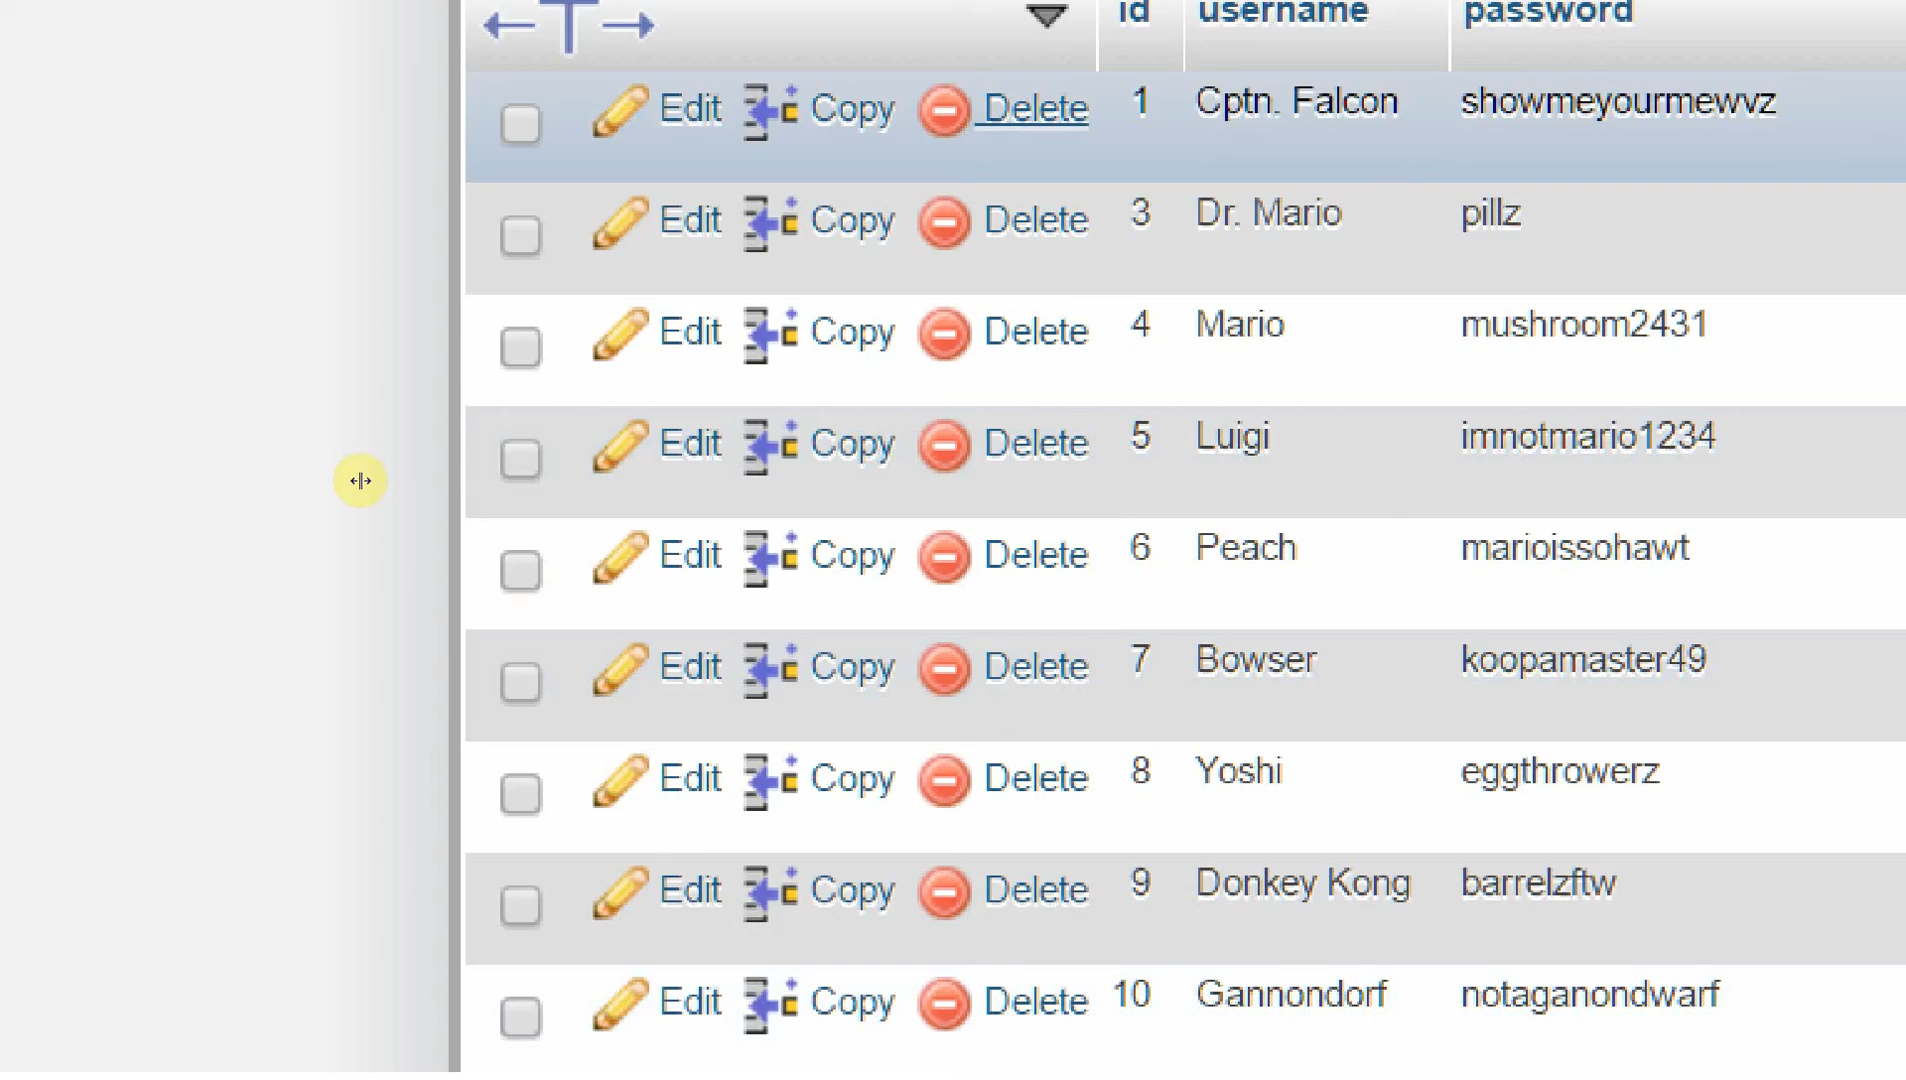 id username password
Edit Copy Delete 1 Cptn. Falcon showmeyourmewvz
Edit Copy Delete 3 Dr. Mario pillz
Edit Copy Delete 4 Mario mushroom2431
Edit Copy Delete 5 Luigi imnotmario1234
Edit Copy Delete 6 Peach marioissohawt
Edit Copy Delete 7 Bowser koopamaster49
Edit Copy Delete 8 Yoshi eggthrowerz
Edit Copy Delete 9 Donkey Kong barrelzftw
Edit Copy Delete 10 Gannondorf notaganondwarf